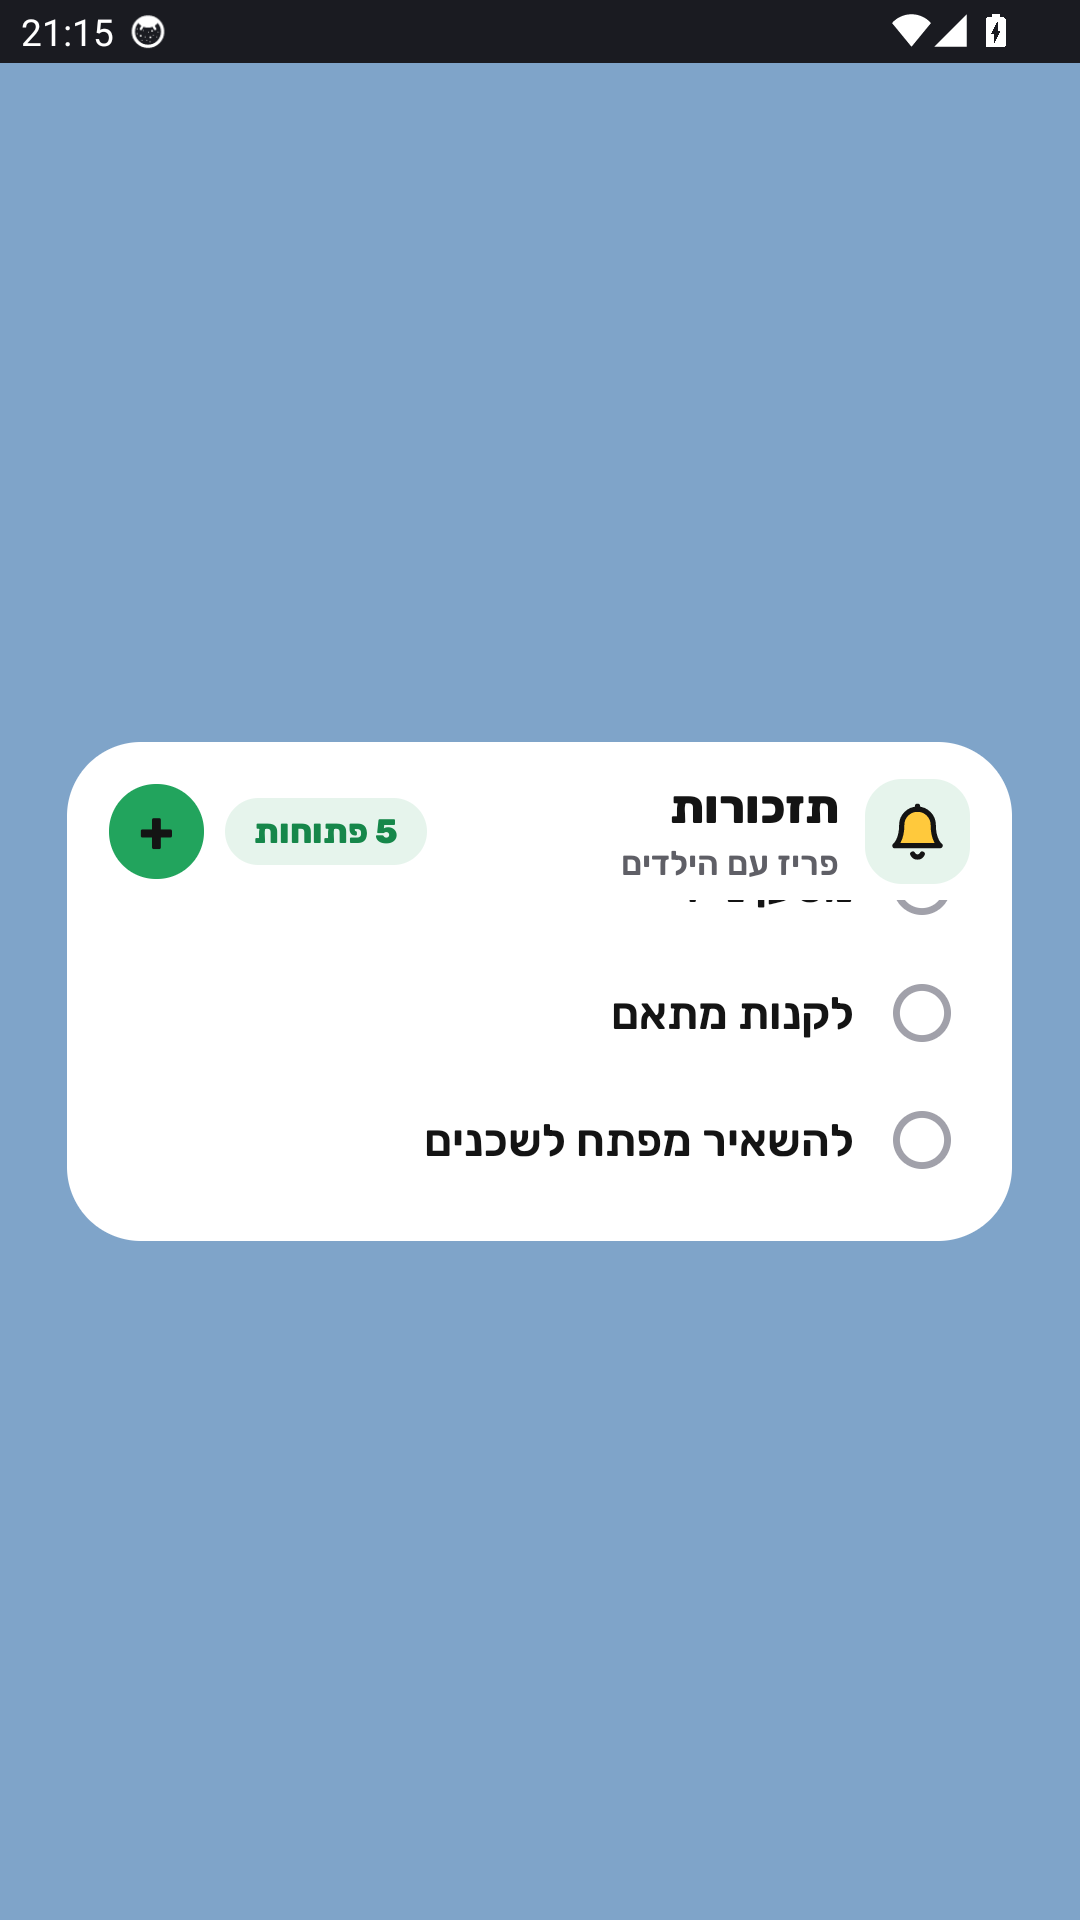 21:15
תזכורות
פריז עם הילדים
5 פתוחות
לקנות מתאם
להשאיר מפתח לשכנים